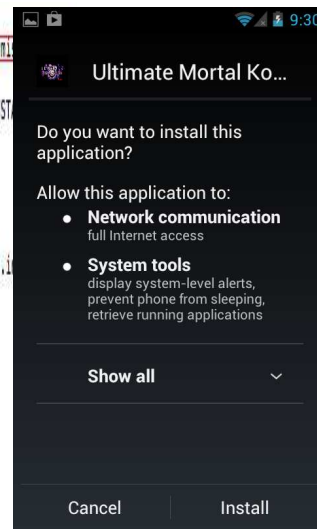 9:30
Ultimate Mortal Ko...
Do you want to install this
application?
Allow this application to:
● Network communication
full Internet access
● System tools
display system-level alerts,
prevent phone from sleeping,
retrieve running applications
Show all
Cancel Install